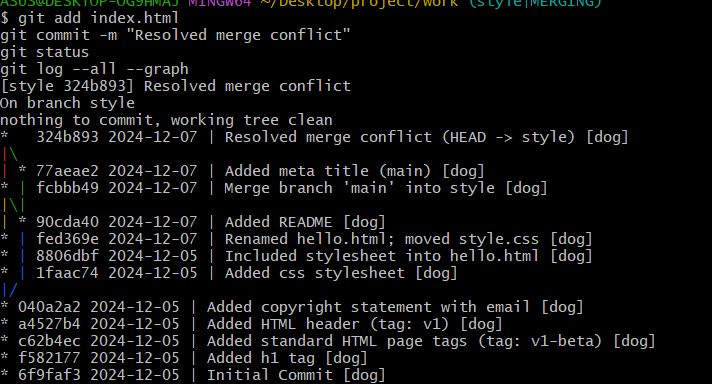 ASUS@DESKTOP-OG9HMAJ MINGW64 ~/Desktop/project/work (style|MERGING)
$ git add index.html
git commit -m "Resolved merge conflict"
git status
git log --all --graph
[style 324b893] Resolved merge conflict
On branch style
nothing to commit, working tree clean
*   324b893 2024-12-07 | Resolved merge conflict (HEAD -> style) [dog]
|\
| * 77aeae2 2024-12-07 | Added meta title (main) [dog]
* | fcbbb49 2024-12-07 | Merge branch 'main' into style [dog]
|\|
| * 90cda40 2024-12-07 | Added README [dog]
* | fed369e 2024-12-07 | Renamed hello.html; moved style.css [dog]
* | 8806dbf 2024-12-05 | Included stylesheet into hello.html [dog]
* | 1faac74 2024-12-05 | Added css stylesheet [dog]
|/
* 040a2a2 2024-12-05 | Added copyright statement with email [dog]
* a4527b4 2024-12-05 | Added HTML header (tag: v1) [dog]
* c62b4ec 2024-12-05 | Added standard HTML page tags (tag: v1-beta) [dog]
* f582177 2024-12-05 | Added h1 tag [dog]
* 6f9faf3 2024-12-05 | Initial Commit [dog]